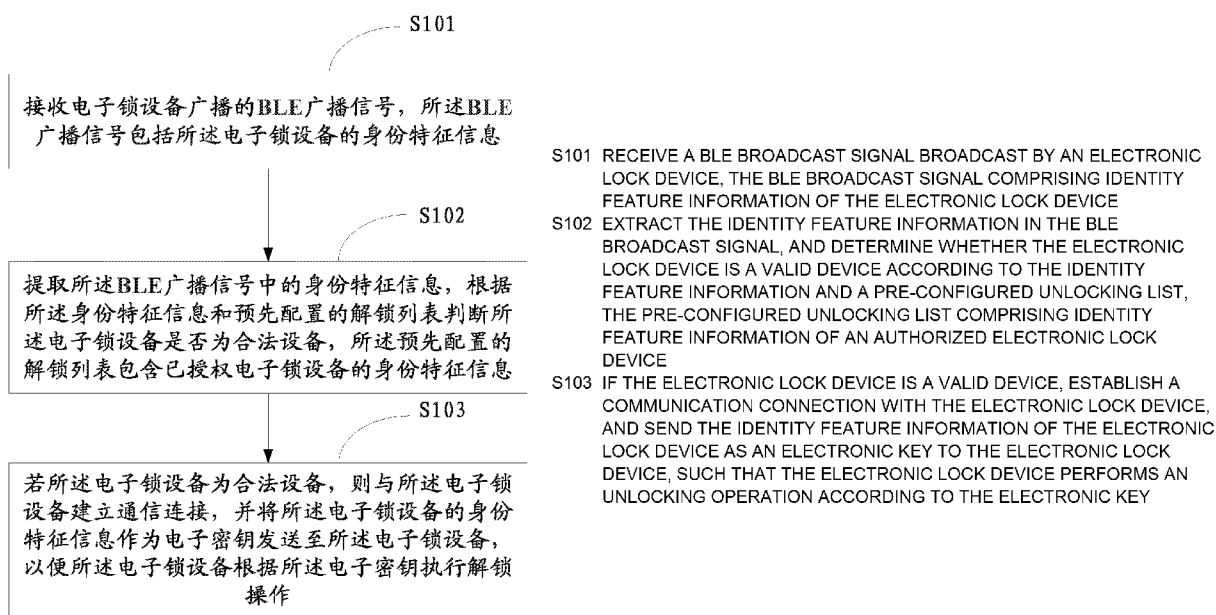 S101
接收电子锁设备广播的BLE广播信号，所述BLE
广播信号包括所述电子锁设备的身份特征信息
S102
提取所述BLE广播信号中的身份特征信息，根据
所述身份特征信息和预先配置的解锁列表判断所
述电子锁设备是否为合法设备，所述预先配置的
解锁列表包含已授权电子锁设备的身份特征信息
S103
若所述电子锁设备为合法设备，则与所述电子锁
设备建立通信连接，并将所述电子锁设备的身份
特征信息作为电子密钥发送至所述电子锁设备，
以便所述电子锁设备根据所述电子密钥执行解锁
操作
S101 RECEIVE A BLE BROADCAST SIGNAL BROADCAST BY AN ELECTRONIC
LOCK DEVICE, THE BLE BROADCAST SIGNAL COMPRISING IDENTITY
FEATURE INFORMATION OF THE ELECTRONIC LOCK DEVICE
S102 EXTRACT THE IDENTITY FEATURE INFORMATION IN THE BLE
BROADCAST SIGNAL, AND DETERMINE WHETHER THE ELECTRONIC
LOCK DEVICE IS A VALID DEVICE ACCORDING TO THE IDENTITY
FEATURE INFORMATION AND A PRE-CONFIGURED UNLOCKING LIST,
THE PRE-CONFIGURED UNLOCKING LIST COMPRISING IDENTITY
FEATURE INFORMATION OF AN AUTHORIZED ELECTRONIC LOCK
DEVICE
S103 IF THE ELECTRONIC LOCK DEVICE IS A VALID DEVICE, ESTABLISH A
COMMUNICATION CONNECTION WITH THE ELECTRONIC LOCK DEVICE,
AND SEND THE IDENTITY FEATURE INFORMATION OF THE ELECTRONIC
LOCK DEVICE AS AN ELECTRONIC KEY TO THE ELECTRONIC LOCK
DEVICE, SUCH THAT THE ELECTRONIC LOCK DEVICE PERFORMS AN
UNLOCKING OPERATION ACCORDING TO THE ELECTRONIC KEY